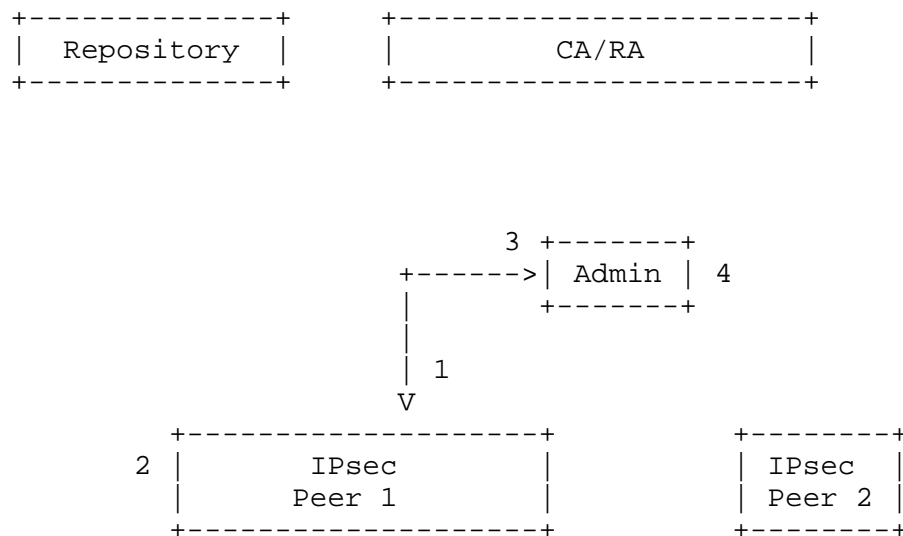 Repository CA/RA
3
Admin 4
1
V
2 IPsec IPsec
Peer 1 Peer 2